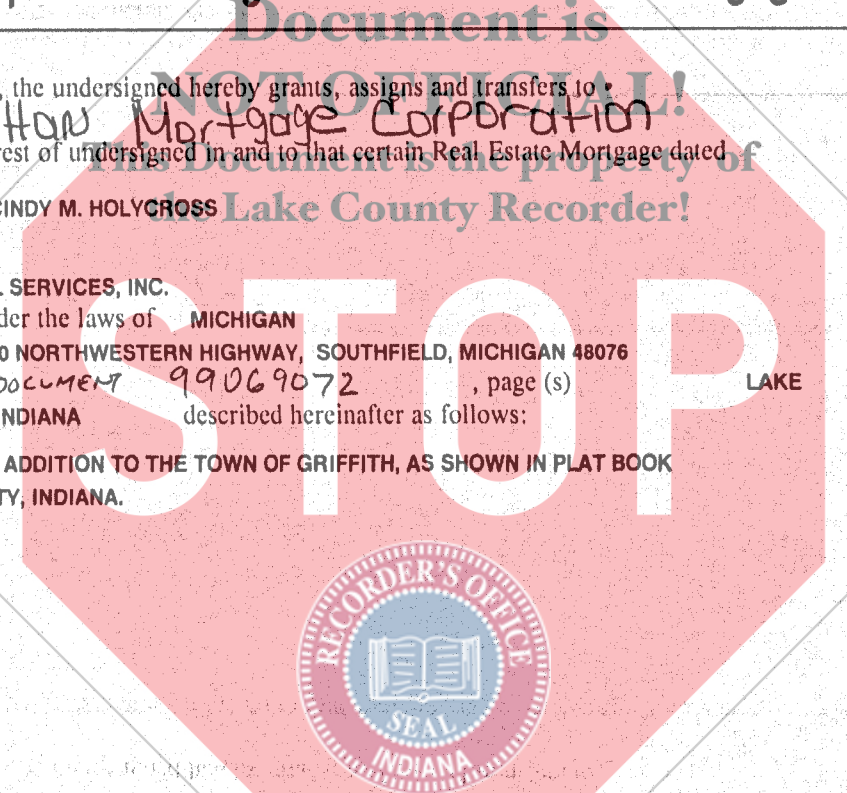 Document is
NOT OFFICIAL!
, the undersigned hereby grants, assigns and transfers to
Mortgage Corporation
rest of undersigned in and to that certain Real Estate Mortgage dated
This Document is the property of
the Lake County Recorder!
CINDY M. HOLYCROSS
. SERVICES, INC.
der the laws of MICHIGAN
0 NORTHWESTERN HIGHWAY, SOUTHFIELD, MICHIGAN 48076
DOCUMENT 99069072 , page (s) LAKE
NDIANA described hereinafter as follows:
ADDITION TO THE TOWN OF GRIFFITH, AS SHOWN IN PLAT BOOK
TY, INDIANA.
STOP
RECORDER'S OFFICE
SEAL
INDIANA